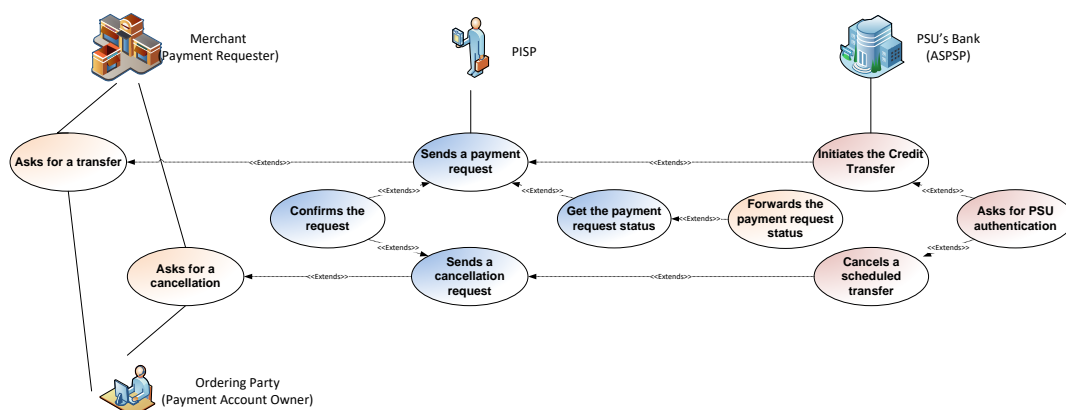 Merchant
(Payment Requester)
PISP
PSU's Bank
(ASPSP)
Asks for a transfer
<<Extends>>
Sends a payment
request
<<Extends>>
Initiates the Credit
Transfer
<<Extends>>
<<Extends>>
<<Extends>>
Confirms the
request
Get the payment
request status
<<Extends>>
Forwards the
payment request
status
Asks for PSU
authentication
<<Extends>>
<<Extends>>
Asks for a
cancellation
<<Extends>>
Sends a
cancellation
request
<<Extends>>
Cancels a
scheduled
transfer
Ordering Party
(Payment Account Owner)